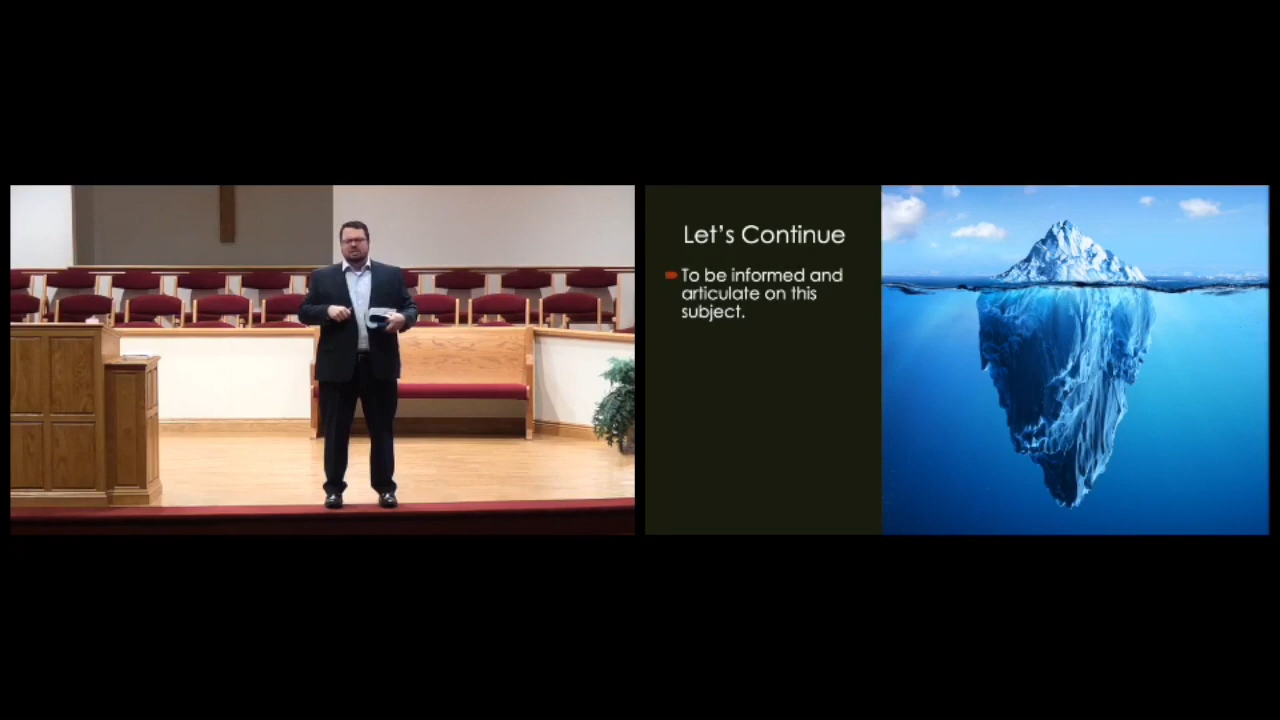 Let's Continue
To be informed and
articulate on this
subject.